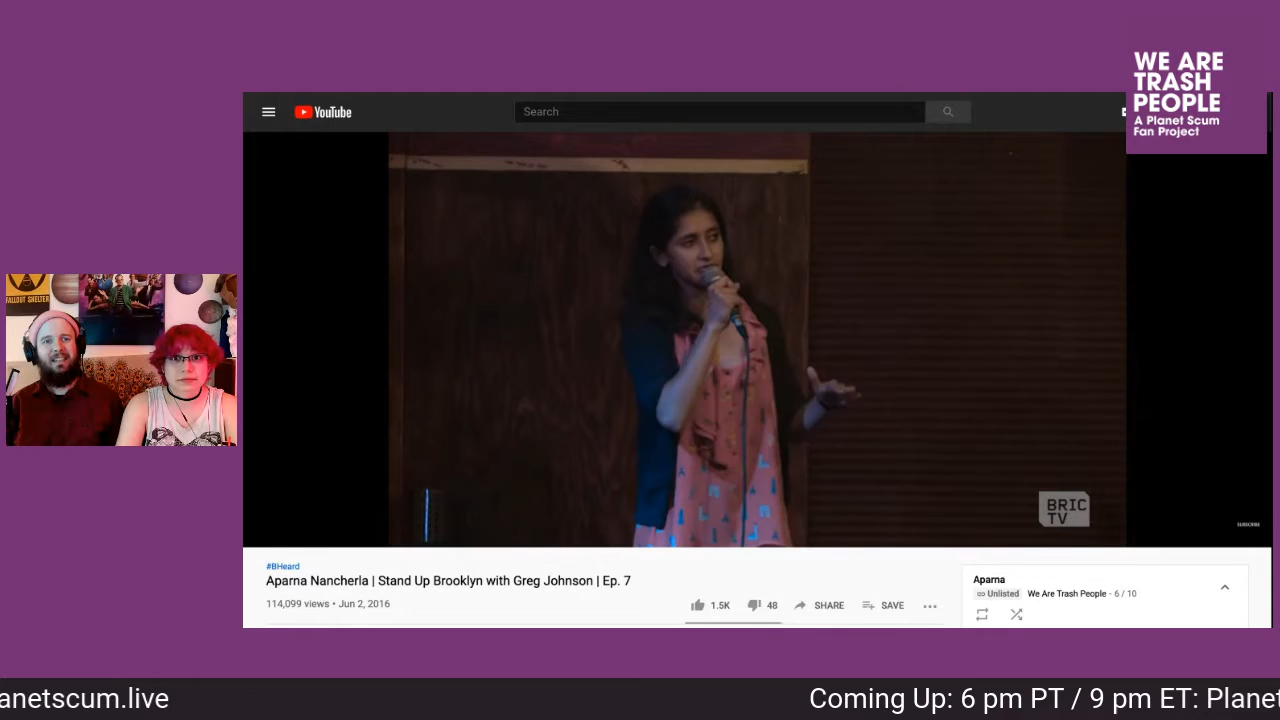 WE ARE
TRASH
PEOPLE
A Planet Scum
Fan Project
YouTube
Search
FALLOUT SHELTER
BRIC
TV
SUBSCRIBE
#BHeard
Aparna Nancherla | Stand Up Brooklyn with Greg Johnson | Ep. 7
114,099 views • Jun 2, 2016
1.5K
48
SHARE
SAVE
Aparna
Unlisted We Are Trash People - 6 / 10
anetscum.live
Coming Up: 6 pm PT / 9 pm ET: Planet